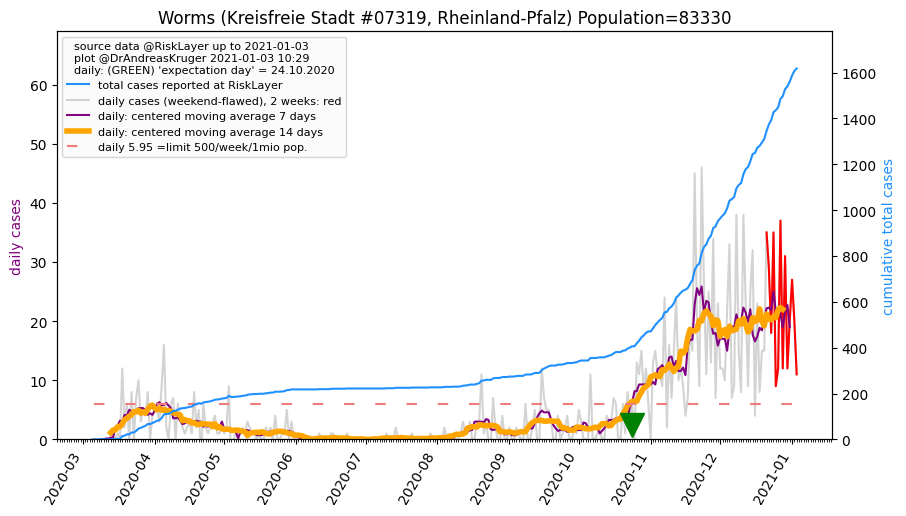 Worms (Kreisfreie Stadt #07319, Rheinland-Pfalz) Population=83330
source data @RiskLayer up to 2021-01-03
plot @DrAndreasKruger 2021-01-03 10:29
daily: (GREEN) 'expectation day' = 24.10.2020
total cases reported at RiskLayer
daily cases (weekend-flawed), 2 weeks: red
daily: centered moving average 7 days
daily: centered moving average 14 days
daily 5.95 =limit 500/week/1mio pop.
daily cases
60
50
40
30
20
10
0
cumulative total cases
1600
1400
1200
1000
800
600
400
200
0
2020-03
2020-04
2020-05
2020-06
2020-07
2020-08
2020-09
2020-10
2020-11
2020-12
2021-01